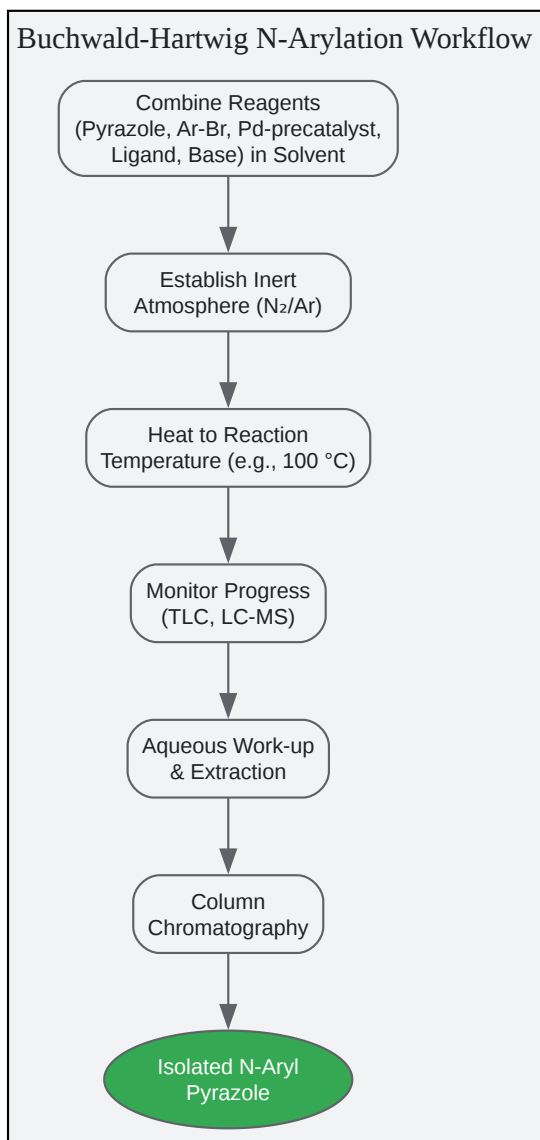 Buchwald-Hartwig N-Arylation Workflow
Combine Reagents
(Pyrazole, Ar-Br, Pd-precatalyst,
Ligand, Base) in Solvent
Establish Inert
Atmosphere (N₂/Ar)
Heat to Reaction
Temperature (e.g., 100 °C)
Monitor Progress
(TLC, LC-MS)
Aqueous Work-up
& Extraction
Column
Chromatography
Isolated N-Aryl
Pyrazole